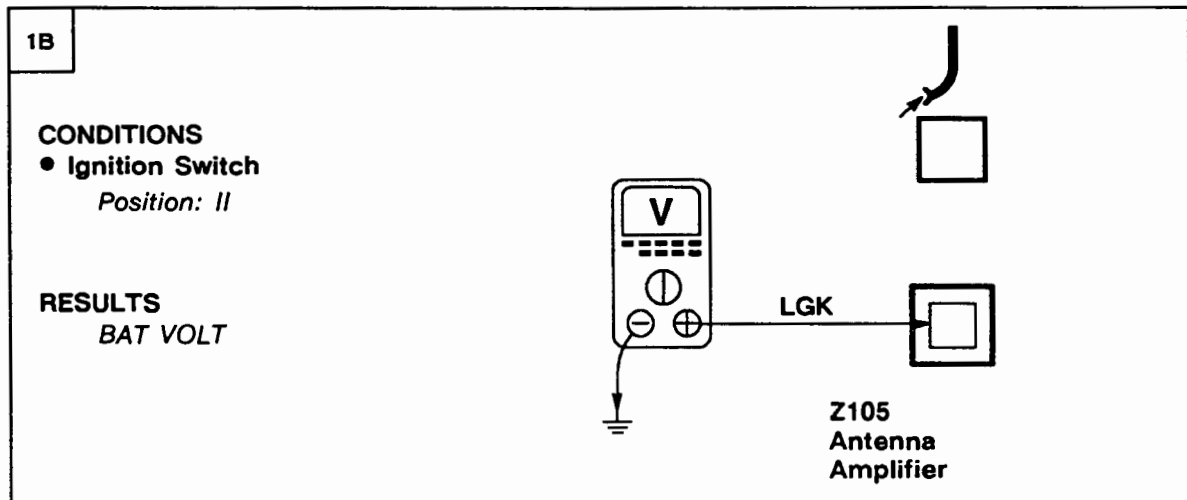 1B
CONDITIONS
● Ignition Switch
Position: II
V
RESULTS
BAT VOLT
− +
LGK
Z105
Antenna
Amplifier